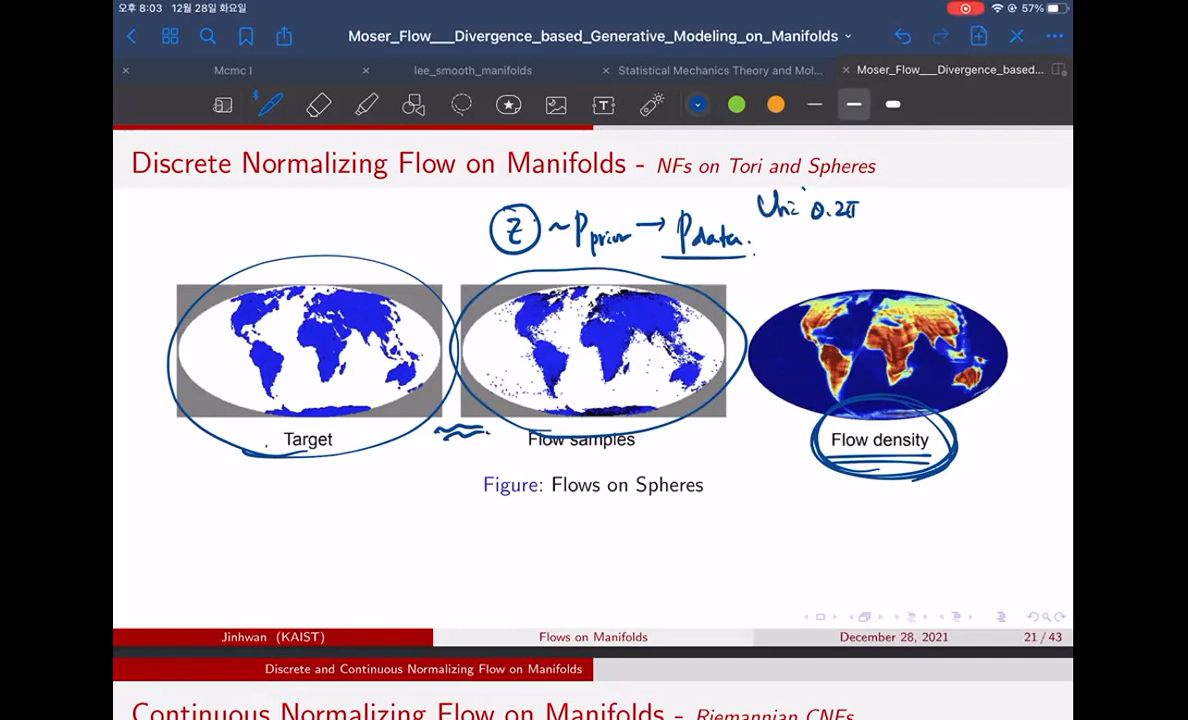 오후 8:03 12월 28일 화요일
57%
Moser_Flow___Divergence_based_Generative_Modeling_on_Manifolds
Mcmc I
lee_smooth_manifolds
Statistical Mechanics Theory and Mol...
Moser_Flow___Divergence_based...
Discrete Normalizing Flow on Manifolds - NFs on Tori and Spheres
Z ~ Pprior → Pdata.
0.2π
Target
Flow samples
Flow density
Figure: Flows on Spheres
Jinhwan (KAIST)
Flows on Manifolds
December 28, 2021
21 / 43
Discrete and Continuous Normalizing Flow on Manifolds
Continuous Normalizing Flow on Manifolds - Riemannian CNFs